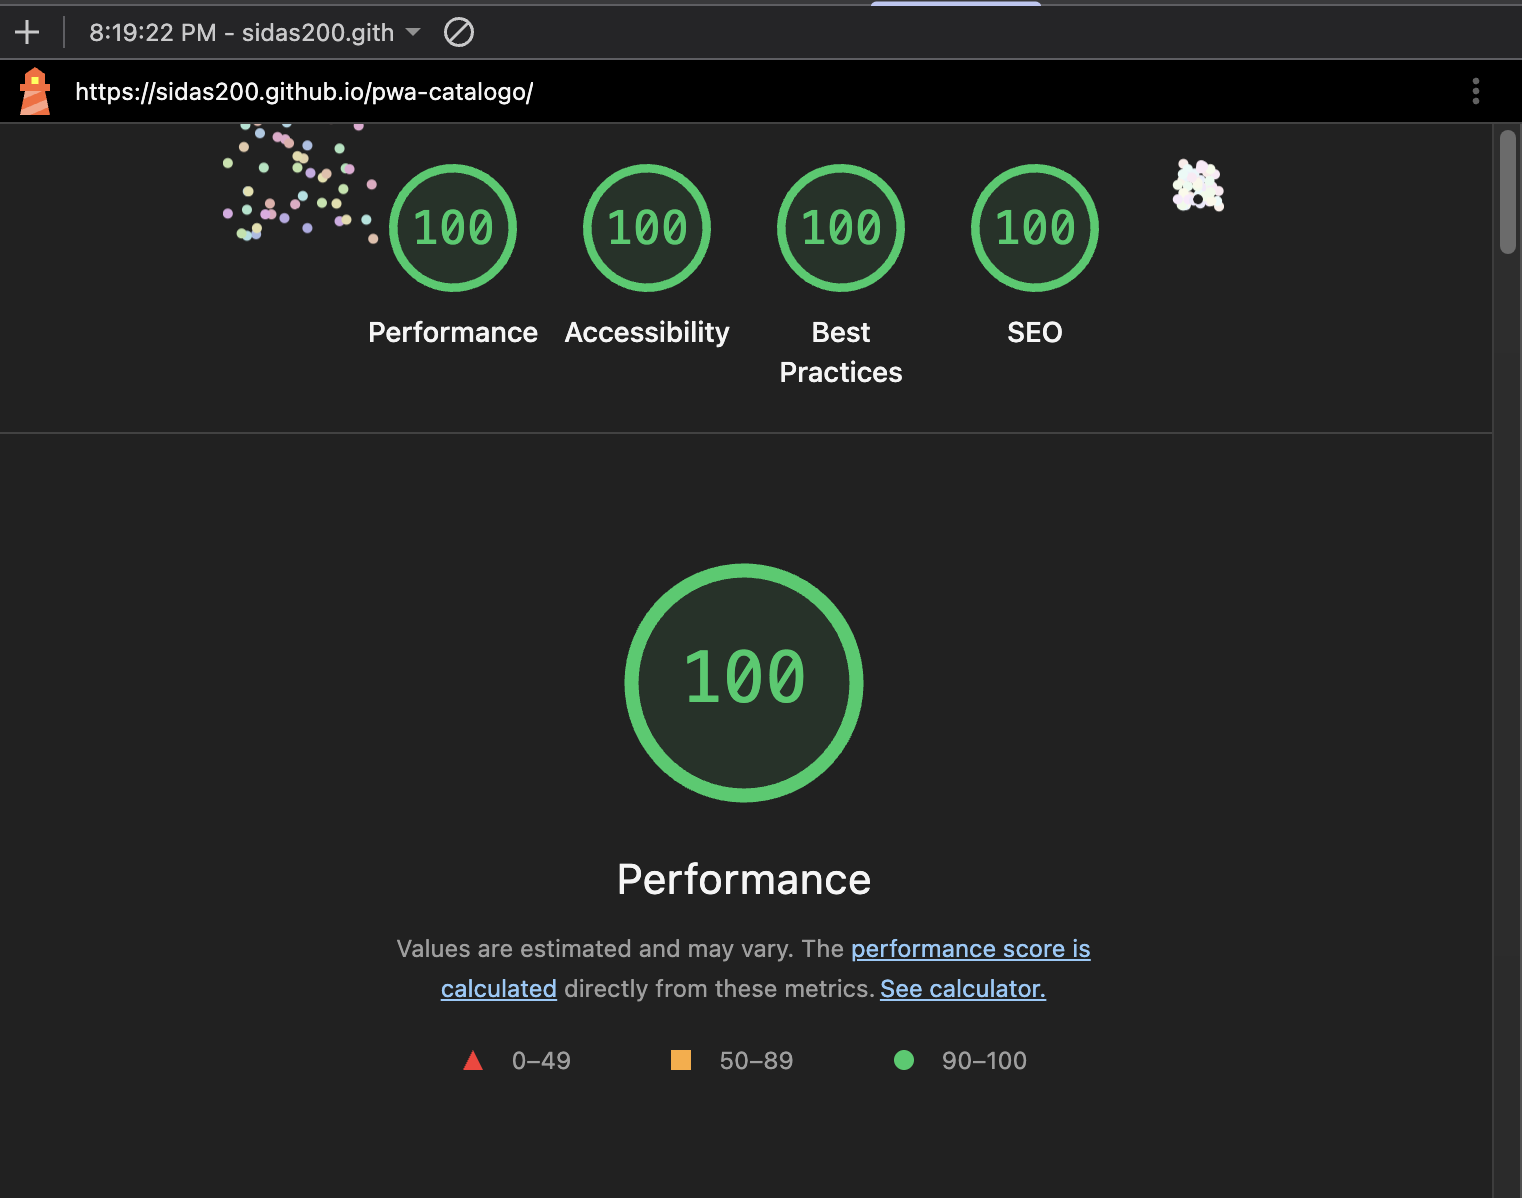 8:19:22 PM - sidas200.gith
https://sidas200.github.io/pwa-catalogo/
100 100 100 100
Performance Accessibility Best Practices SEO
100
Performance
Values are estimated and may vary. The performance score is
calculated directly from these metrics. See calculator.
0–49 50–89 90–100